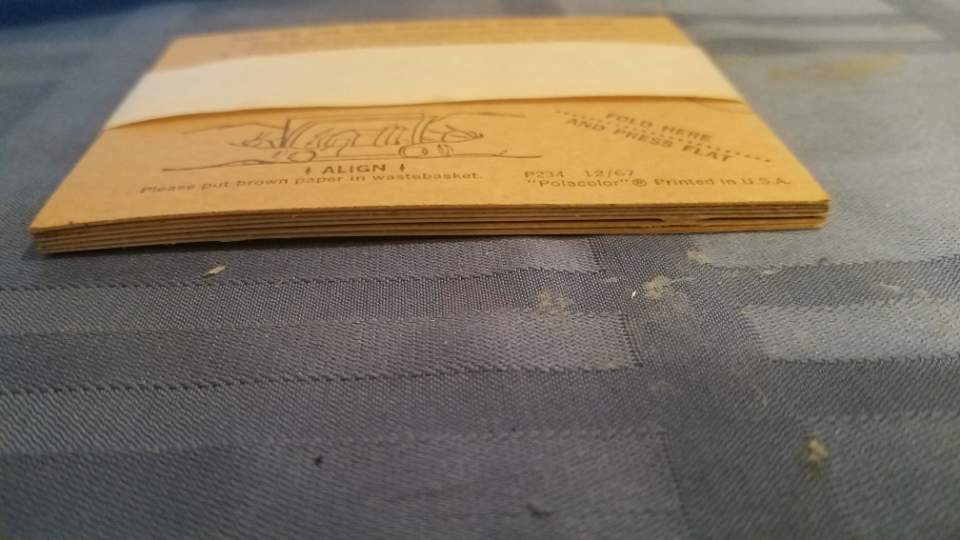 FOLD HERE
AND PRESS FLAT
ALIGN
Please put brown paper in wastebasket.
P234 12/67
"Polacolor"® Printed in U.S.A.